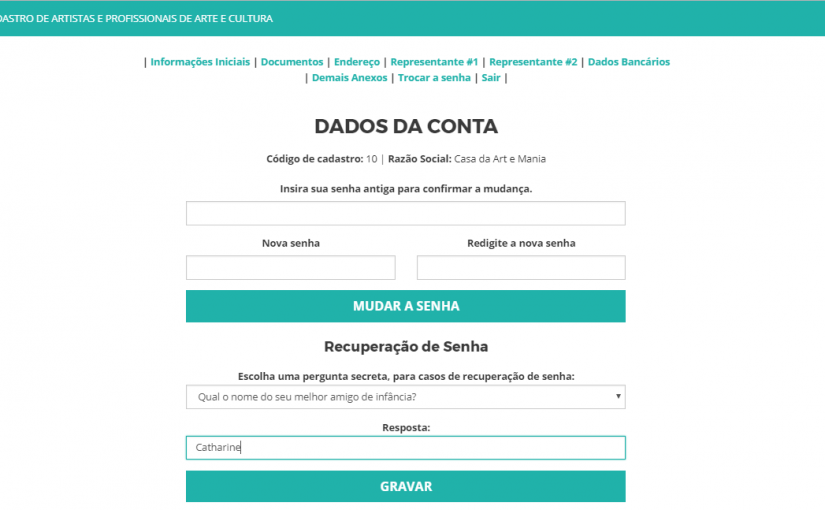 DASTRO DE ARTISTAS E PROFISSIONAIS DE ARTE E CULTURA
| Informações Iniciais | Documentos | Endereço | Representante #1 | Representante #2 | Dados Bancários
| Demais Anexos | Trocar a senha | Sair |
DADOS DA CONTA
Código de cadastro: 10 | Razão Social: Casa da Art e Mania
Insira sua senha antiga para confirmar a mudança.
Nova senha Redigite a nova senha
MUDAR A SENHA
Recuperação de Senha
Escolha uma pergunta secreta, para casos de recuperação de senha:
Qual o nome do seu melhor amigo de infância?
Resposta:
Catharine
GRAVAR